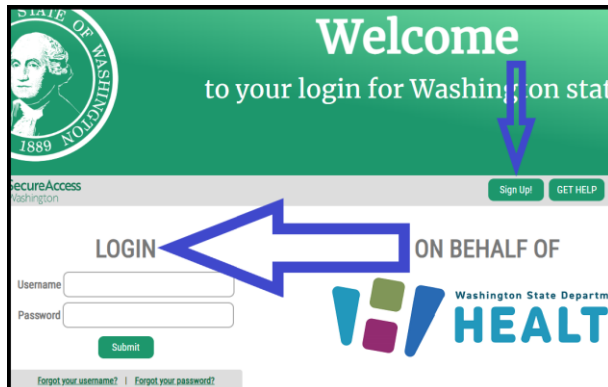 STATE OF WASHINGTON
1889
Welcome
to your login for Washington stat
SecureAccess
Washington
Sign Up!
GET HELP
LOGIN
ON BEHALF OF
Username
Password
Submit
Washington State Departm
HEALT
Forgot your username? | Forgot your password?